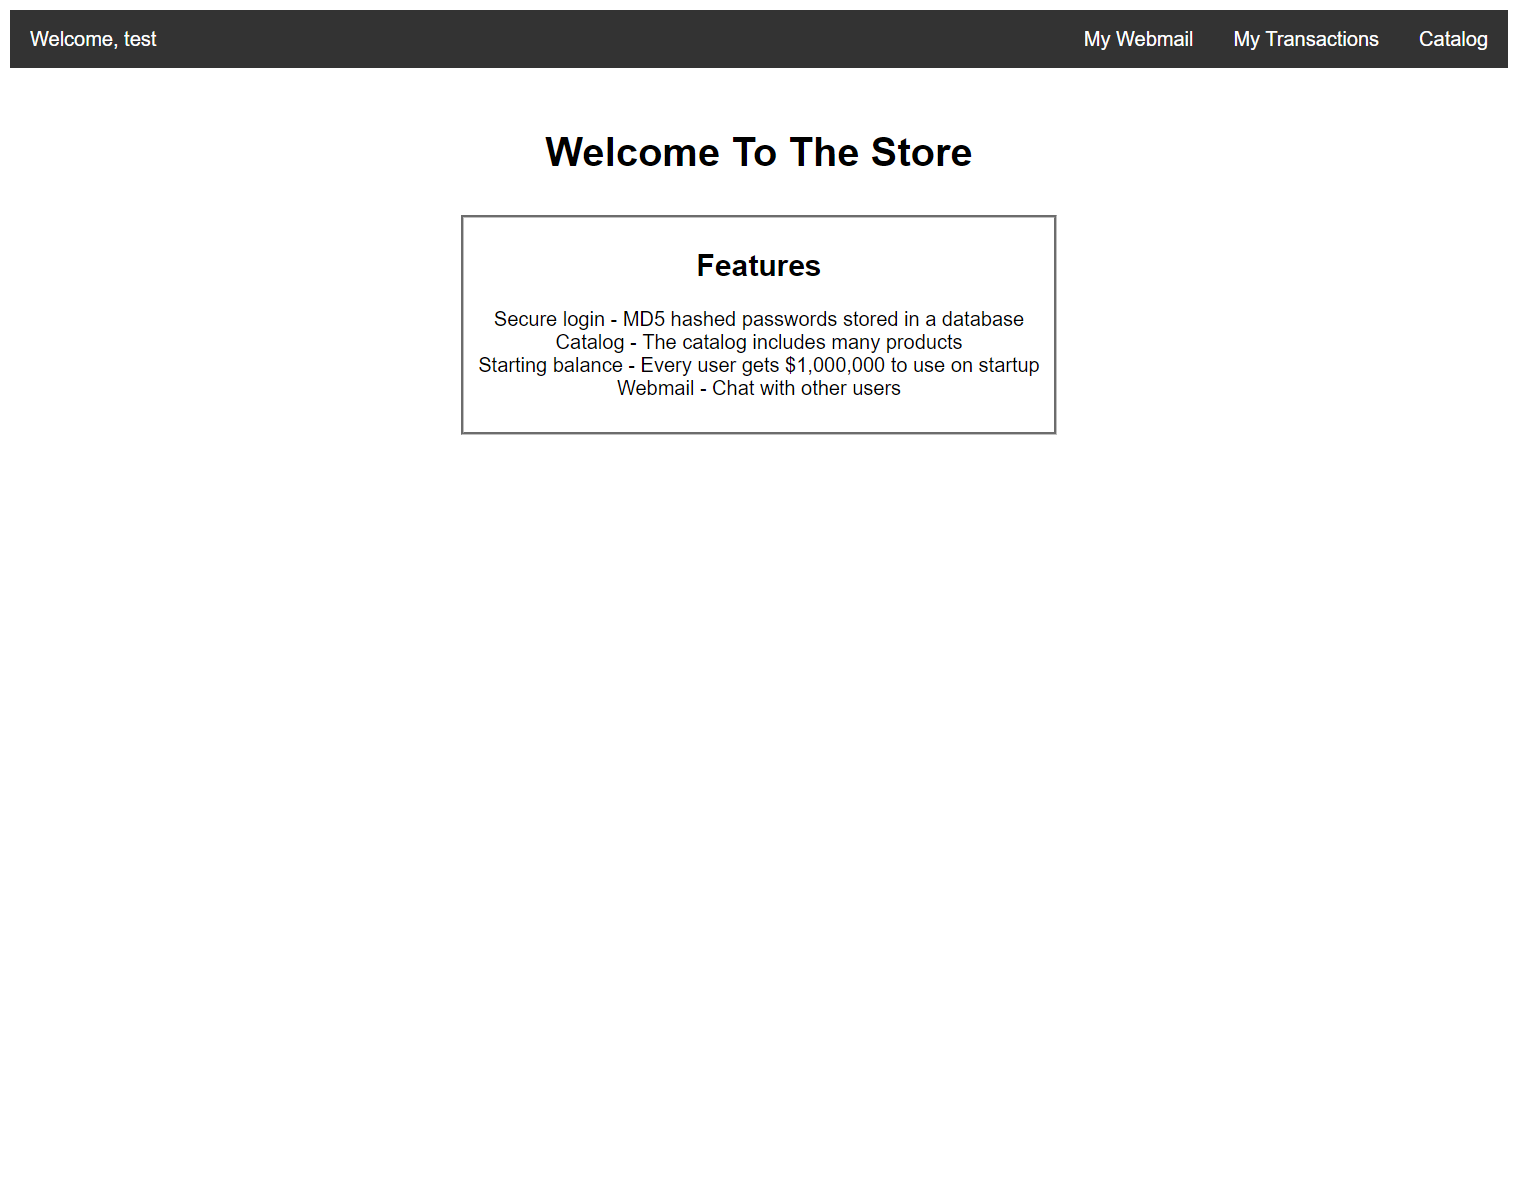 Welcome, test
My Webmail
My Transactions
Catalog
Welcome To The Store
Features
Secure login - MD5 hashed passwords stored in a database
Catalog - The catalog includes many products
Starting balance - Every user gets $1,000,000 to use on startup
Webmail - Chat with other users